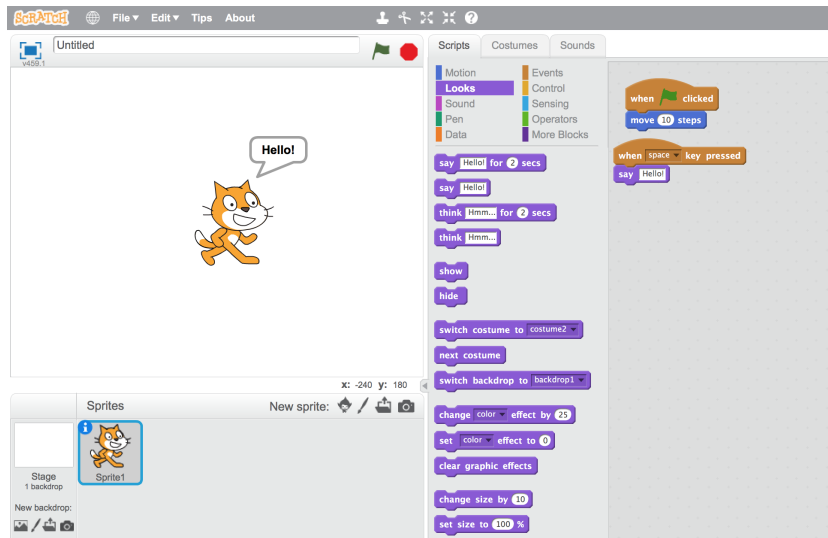 SCRATCH File Edit Tips About
Untitled
v459.1
Hello!
x: -240 y: 180
Sprites New sprite:
Stage
1 backdrop
New backdrop:
Sprite1
Scripts Costumes Sounds
Motion Events
Looks Control
Sound Sensing
Pen Operators
Data More Blocks
say Hello! for 2 secs
say Hello!
think Hmm... for 2 secs
think Hmm...
show
hide
switch costume to costume2
next costume
switch backdrop to backdrop1
change color effect by 25
set color effect to 0
clear graphic effects
change size by 10
set size to 100 %
when clicked
move 10 steps
when space key pressed
say Hello!